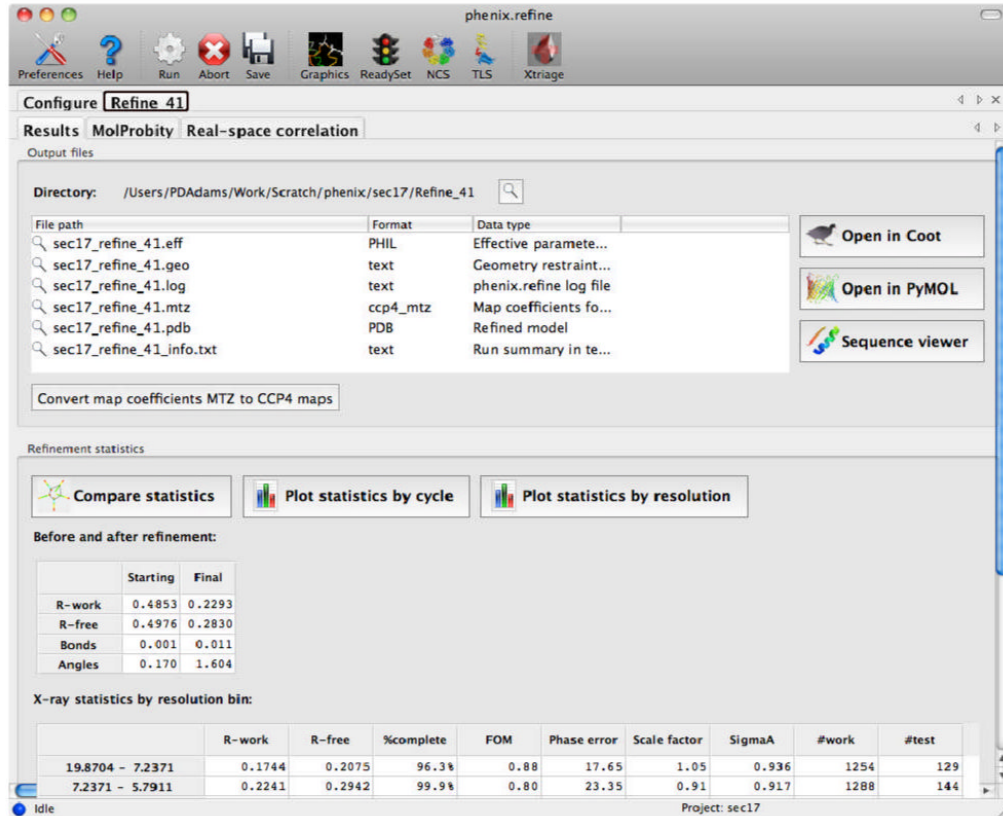 phenix.refine
Preferences Help Run Abort Save Graphics ReadySet NCS TLS Xtriage
Configure Refine_41
Results MolProbity Real-space correlation
Output files
Directory: /Users/PDAdams/Work/Scratch/phenix/sec17/Refine_41
File path Format Data type
sec17_refine_41.eff PHIL Effective paramete...
sec17_refine_41.geo text Geometry restraint...
sec17_refine_41.log text phenix.refine log file
sec17_refine_41.mtz ccp4_mtz Map coefficients fo...
sec17_refine_41.pdb PDB Refined model
sec17_refine_41_info.txt text Run summary in te...
Open in Coot
Open in PyMOL
Sequence viewer
Convert map coefficients MTZ to CCP4 maps
Refinement statistics
Compare statistics Plot statistics by cycle Plot statistics by resolution
Before and after refinement:
Starting Final
R-work 0.4853 0.2293
R-free 0.4976 0.2830
Bonds 0.001 0.011
Angles 0.170 1.604
X-ray statistics by resolution bin:
R-work R-free %complete FOM Phase error Scale factor SigmaA #work #test
19.8704 - 7.2371 0.1744 0.2075 96.3% 0.88 17.65 1.05 0.936 1254 129
7.2371 - 5.7911 0.2241 0.2942 99.9% 0.80 23.35 0.91 0.917 1288 144
Idle Project: sec17